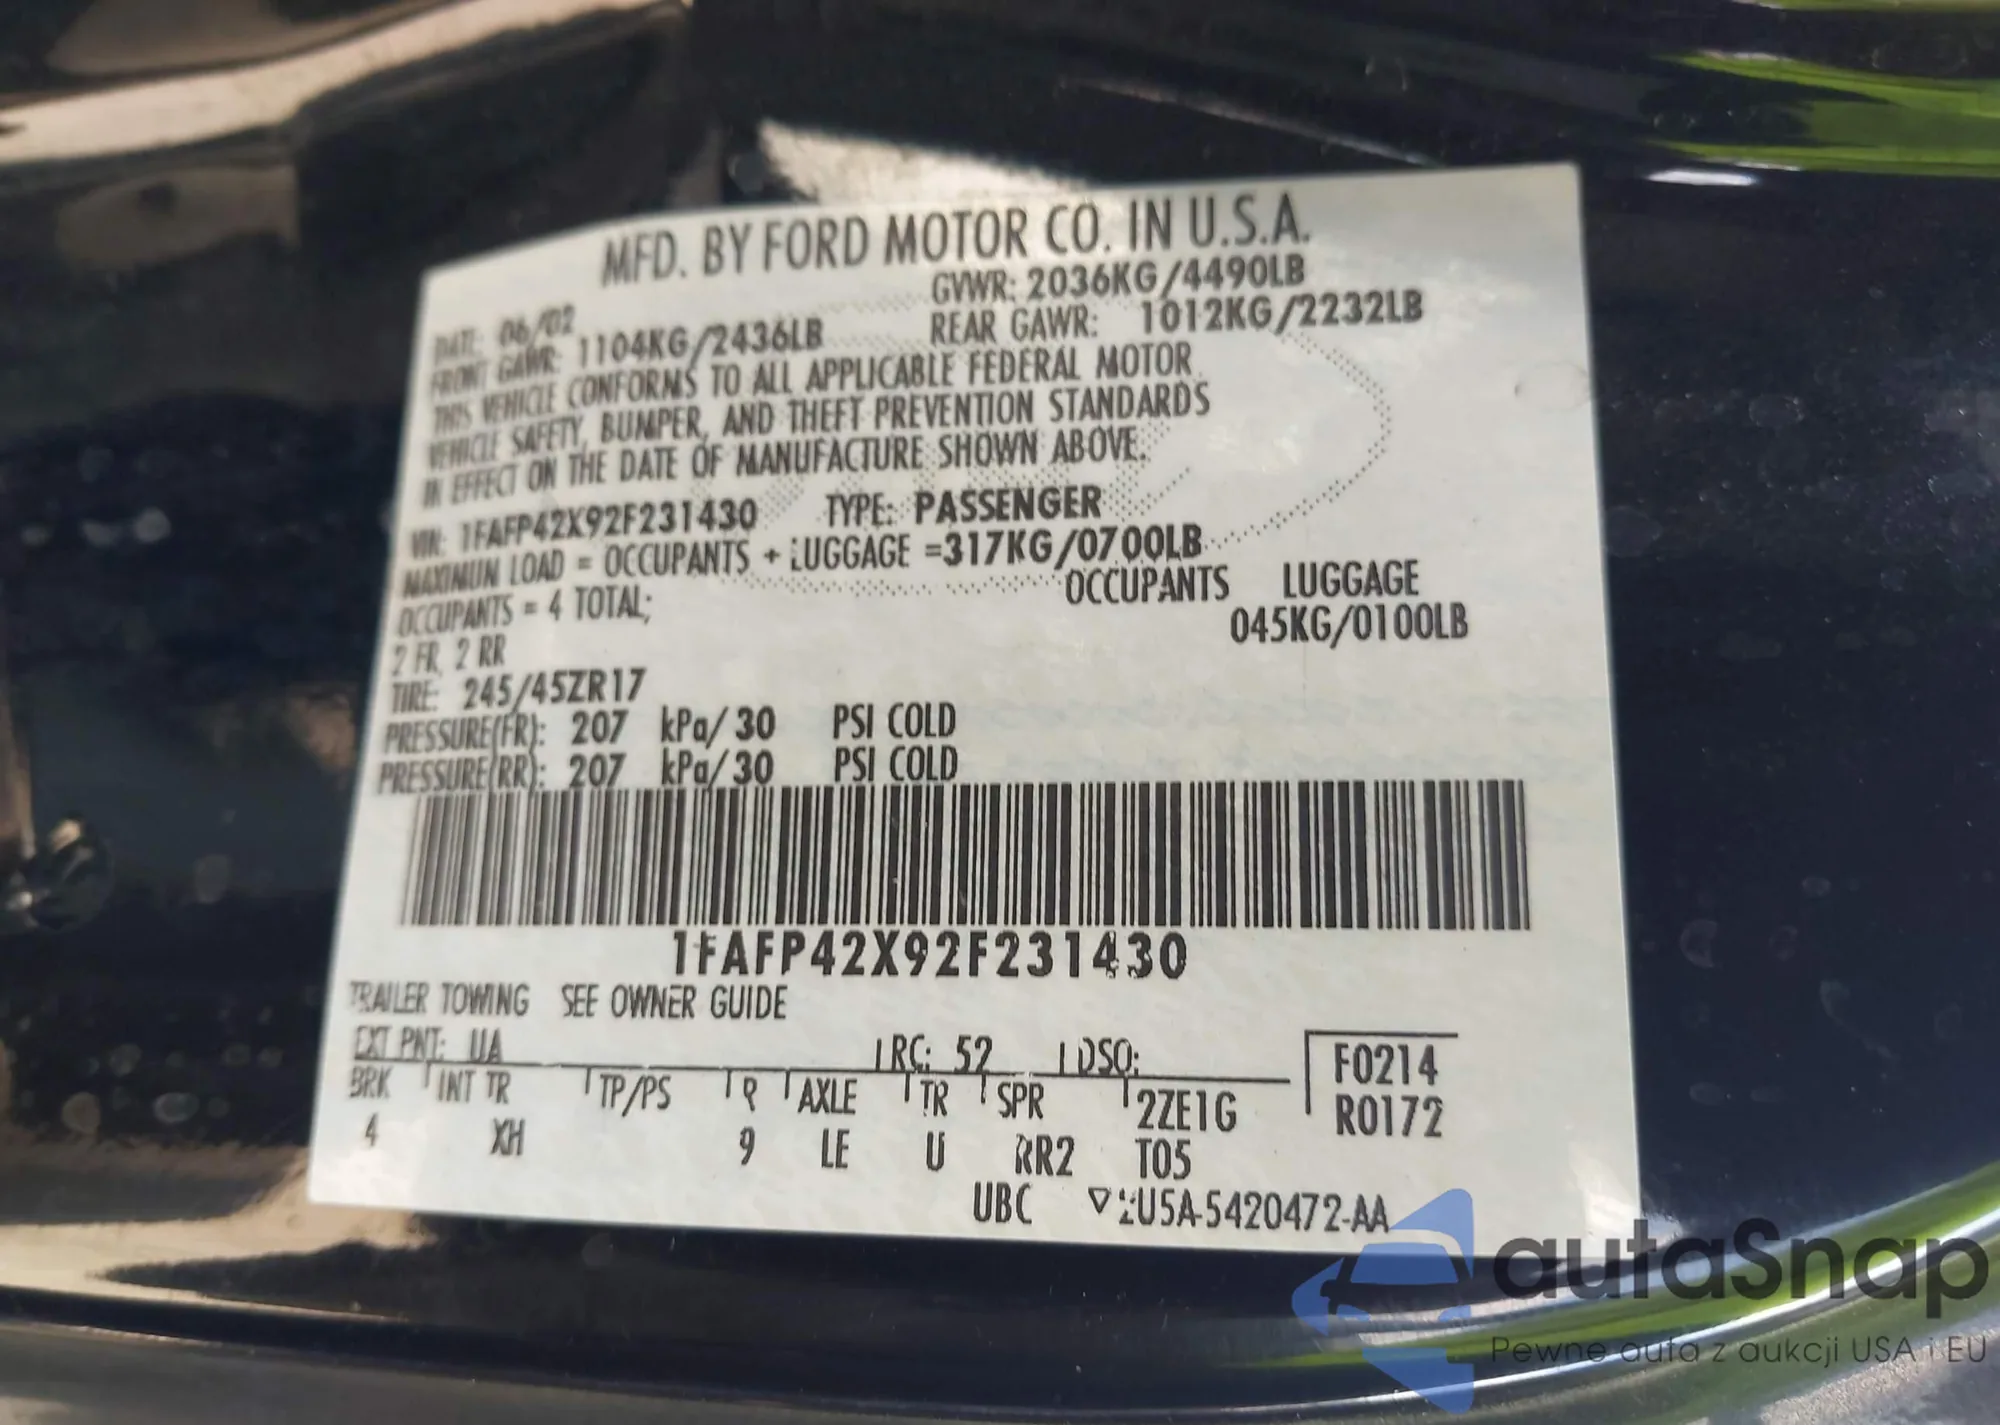 MFD. BY FORD MOTOR CO. IN U.S.A.
DATE: 06/02 GVWR: 2036KG/4490LB
FRONT GAWR: 1104KG/2436LB REAR GAWR: 1012KG/2232LB
THIS VEHICLE CONFORMS TO ALL APPLICABLE FEDERAL MOTOR
VEHICLE SAFETY, BUMPER, AND THEFT PREVENTION STANDARDS
IN EFFECT ON THE DATE OF MANUFACTURE SHOWN ABOVE.
VIN: 1FAFP42X92F231430 TYPE: PASSENGER
MAXIMUN LOAD = OCCUPANTS + LUGGAGE =317KG/0700LB
OCCUPANTS = 4 TOTAL; OCCUPANTS LUGGAGE
2 FR, 2 RR 045KG/0100LB
TIRE: 245/45ZR17
PRESSURE(FR): 207 kPa/30 PSI COLD
PRESSURE(RR): 207 kPa/30 PSI COLD
1FAFP42X92F231430
TRAILER TOWING SEE OWNER GUIDE
EXT PNT: UA RC: 52 DSO: F0214
BRK INT TR TP/PS R AXLE TR SPR 2ZE1G R0172
4 XH 9 LE U RR2 T05
UBC 2U5A-5420472-AA
autaSnap
Pewne auta z aukcji USA i EU